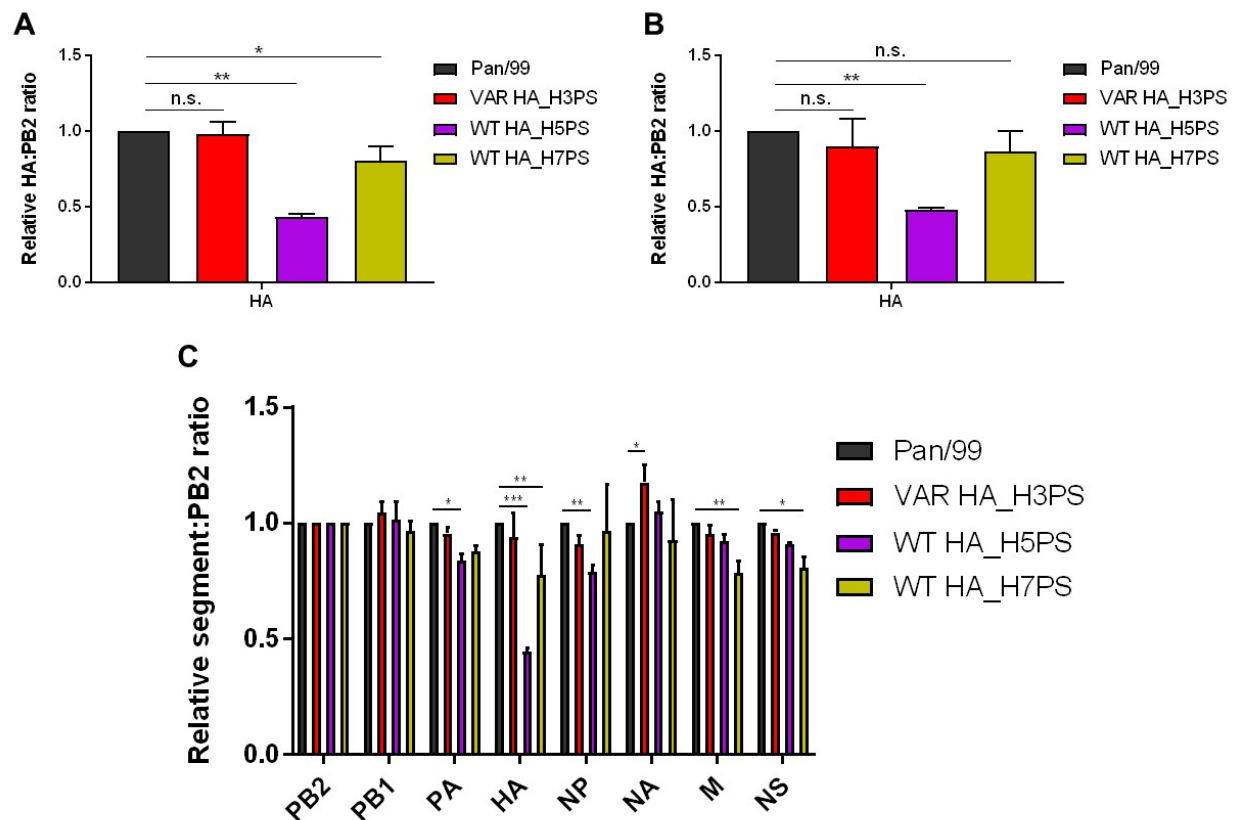 A
Relative HA:PB2 ratio
1.5
1.0
0.5
0.0
*
**
n.s.
HA
Pan/99
VAR HA_H3PS
WT HA_H5PS
WT HA_H7PS
B
Relative HA:PB2 ratio
1.5
1.0
0.5
0.0
n.s.
**
n.s.
HA
Pan/99
VAR HA_H3PS
WT HA_H5PS
WT HA_H7PS
C
Relative segment:PB2 ratio
1.5
1.0
0.5
0.0
*
**
***
**
*
**
*
PB2
PB1
PA
HA
NP
NA
M
NS
Pan/99
VAR HA_H3PS
WT HA_H5PS
WT HA_H7PS